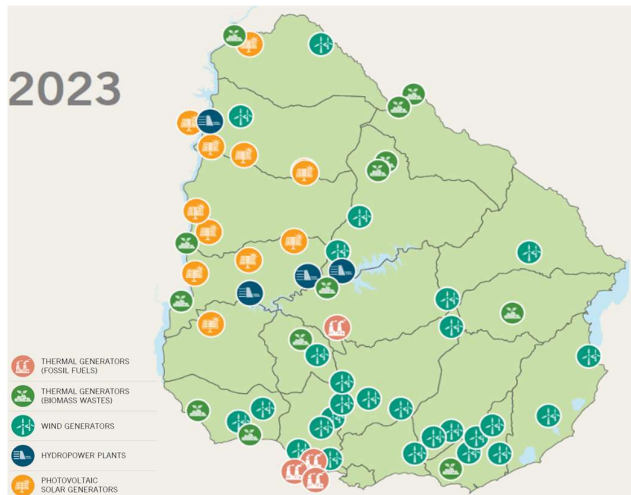 2023
THERMAL GENERATORS
(FOSSIL FUELS)
THERMAL GENERATORS
(BIOMASS WASTES)
WIND GENERATORS
HYDROPOWER PLANTS
PHOTOVOLTAIC
SOLAR GENERATORS